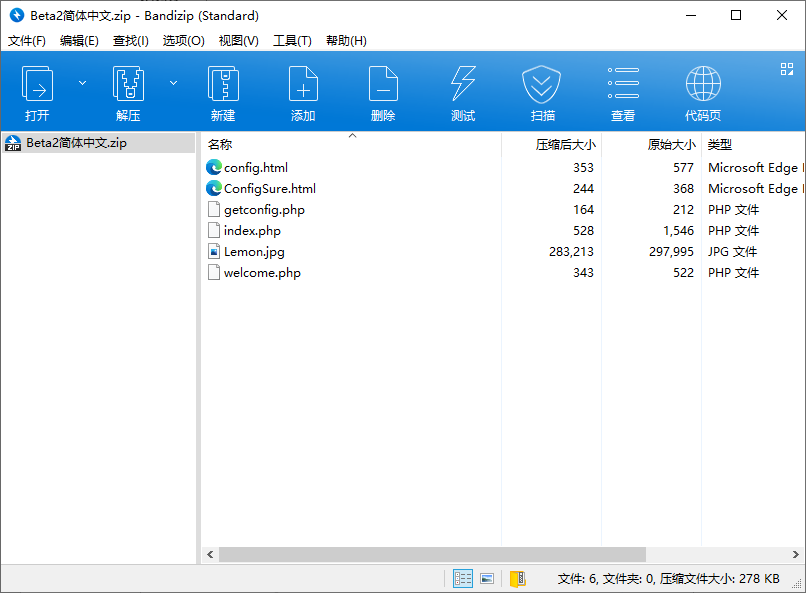 Beta2简体中文.zip - Bandizip (Standard)
文件(F) 编辑(E) 查找(I) 选项(O) 视图(V) 工具(T) 帮助(H)
打开 解压 新建 添加 删除 测试 扫描 查看 代码页
ZIP Beta2简体中文.zip
名称 压缩后大小 原始大小 类型
config.html 353 577 Microsoft Edge
ConfigSure.html 244 368 Microsoft Edge
getconfig.php 164 212 PHP 文件
index.php 528 1,546 PHP 文件
Lemon.jpg 283,213 297,995 JPG 文件
welcome.php 343 522 PHP 文件
文件: 6, 文件夹: 0, 压缩文件大小: 278 KB